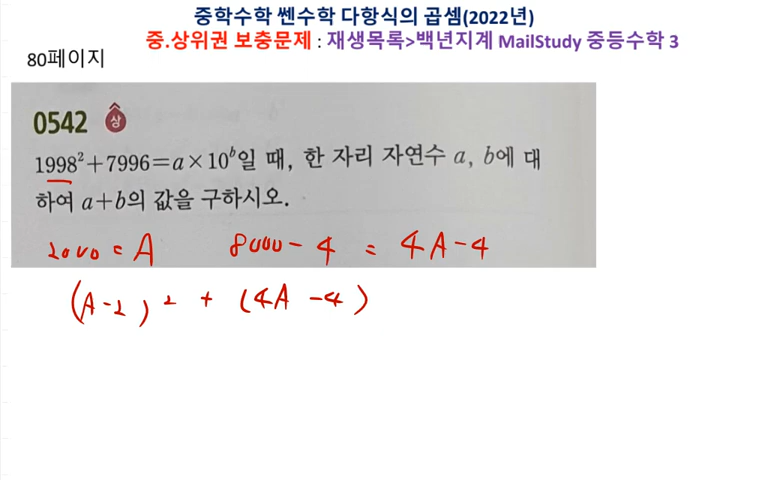 중학수학 쎈수학 다항식의 곱셈(2022년)
중.상위권 보충문제 : 재생목록>백년지계 MailStudy 중등수학 3
80페이지
0542 상
1998²+7996=a×10ᵇ일 때, 한 자리 자연수 a, b에 대
하여 a+b의 값을 구하시오.
2000 = A 8000-4 = 4A-4
(A-2)² + (4A-4)